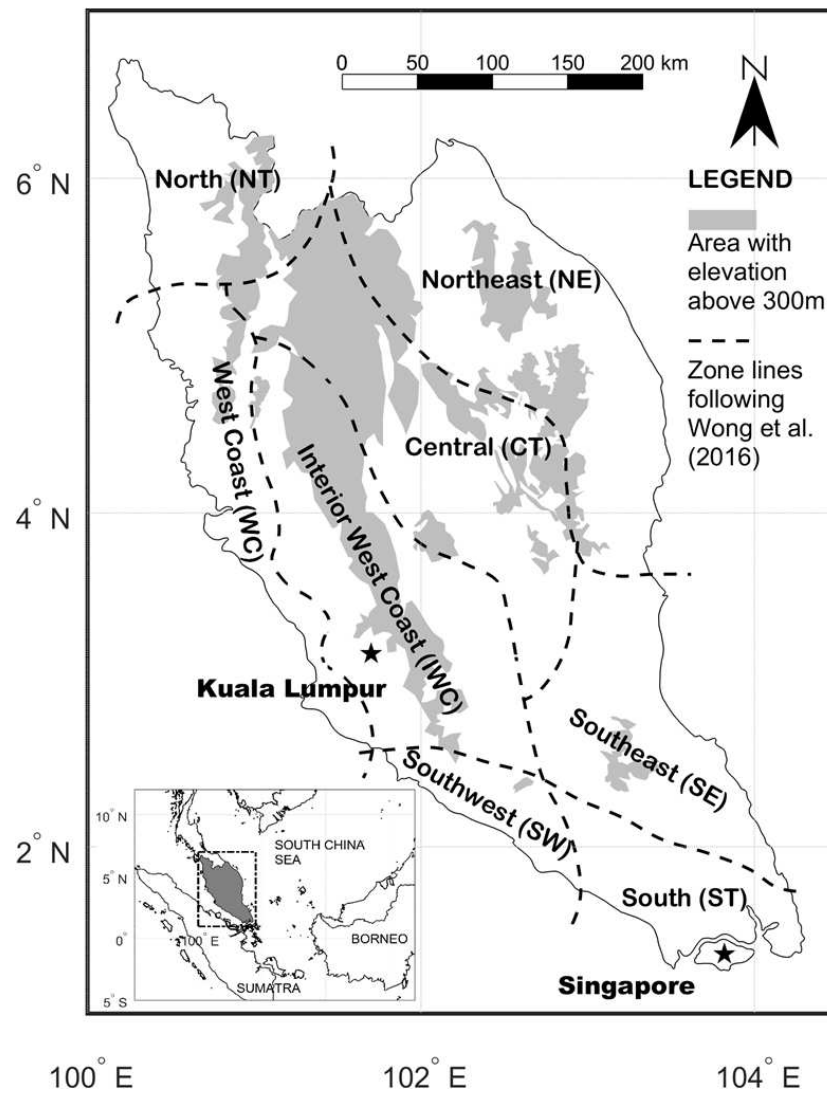 0 50 100 150 200 km
N
6° N
4° N
2° N
North (NT)
Northeast (NE)
West Coast (WC)
Central (CT)
Interior West Coast (IWC)
Kuala Lumpur
Southeast (SE)
Southwest (SW)
South (ST)
Singapore
LEGEND
Area with
elevation
above 300m
Zone lines
following
Wong et al.
(2016)
10° N
5° N
0°
5° S
100° E
SOUTH CHINA
SEA
BORNEO
SUMATRA
100° E 102° E 104° E